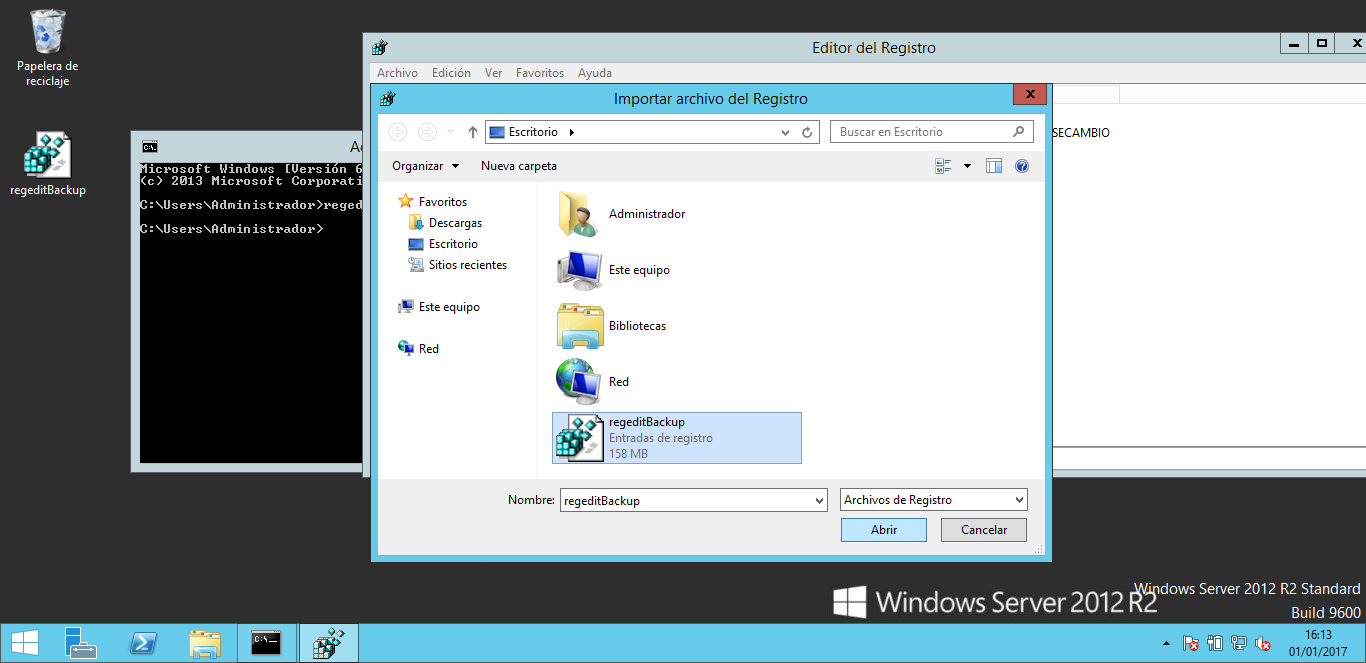 Papelera de
reciclaje
regeditBackup
Microsoft Windows [Versión 6
(c) 2013 Microsoft Corporati
C:\Users\Administrador>reged
C:\Users\Administrador>
Editor del Registro
Archivo Edición Ver Favoritos Ayuda
SECAMBIO
Importar archivo del Registro
Escritorio
Buscar en Escritorio
Organizar Nueva carpeta
Favoritos
Descargas
Escritorio
Sitios recientes
Este equipo
Red
Administrador
Este equipo
Bibliotecas
Red
regeditBackup
Entradas de registro
158 MB
Nombre: regeditBackup Archivos de Registro
Abrir Cancelar
Windows Server 2012 R2
Windows Server 2012 R2 Standard
Build 9600
16:13
01/01/2017